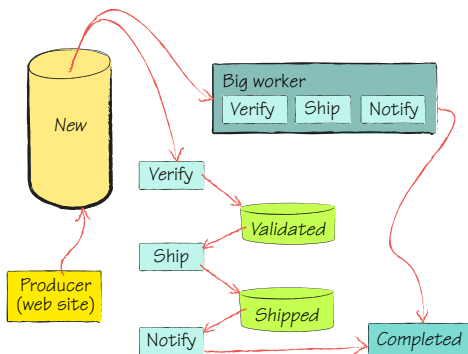 New
Big worker
Verify
Ship
Notify
Verify
Validated
Ship
Producer
(web site)
Shipped
Notify
Completed